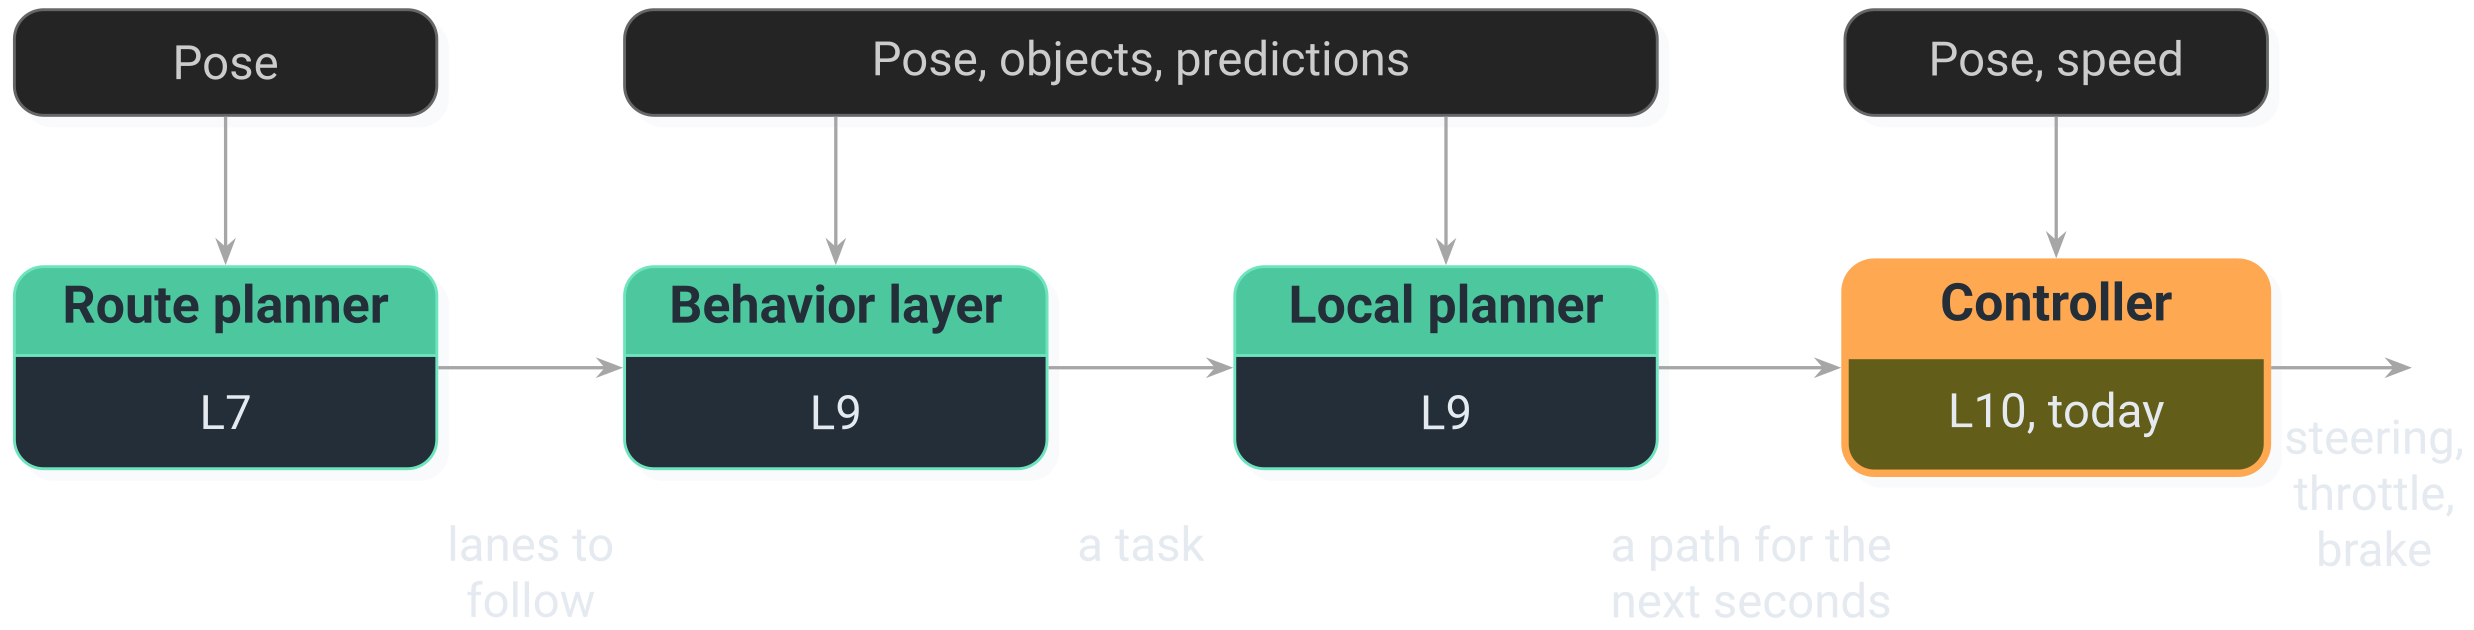 Pose
Pose, objects, predictions
Pose, speed
Route planner
L7
Behavior layer
L9
Local planner
L9
Controller
L10, today
lanes to
follow
a task
a path for the
next seconds
steering,
throttle,
brake